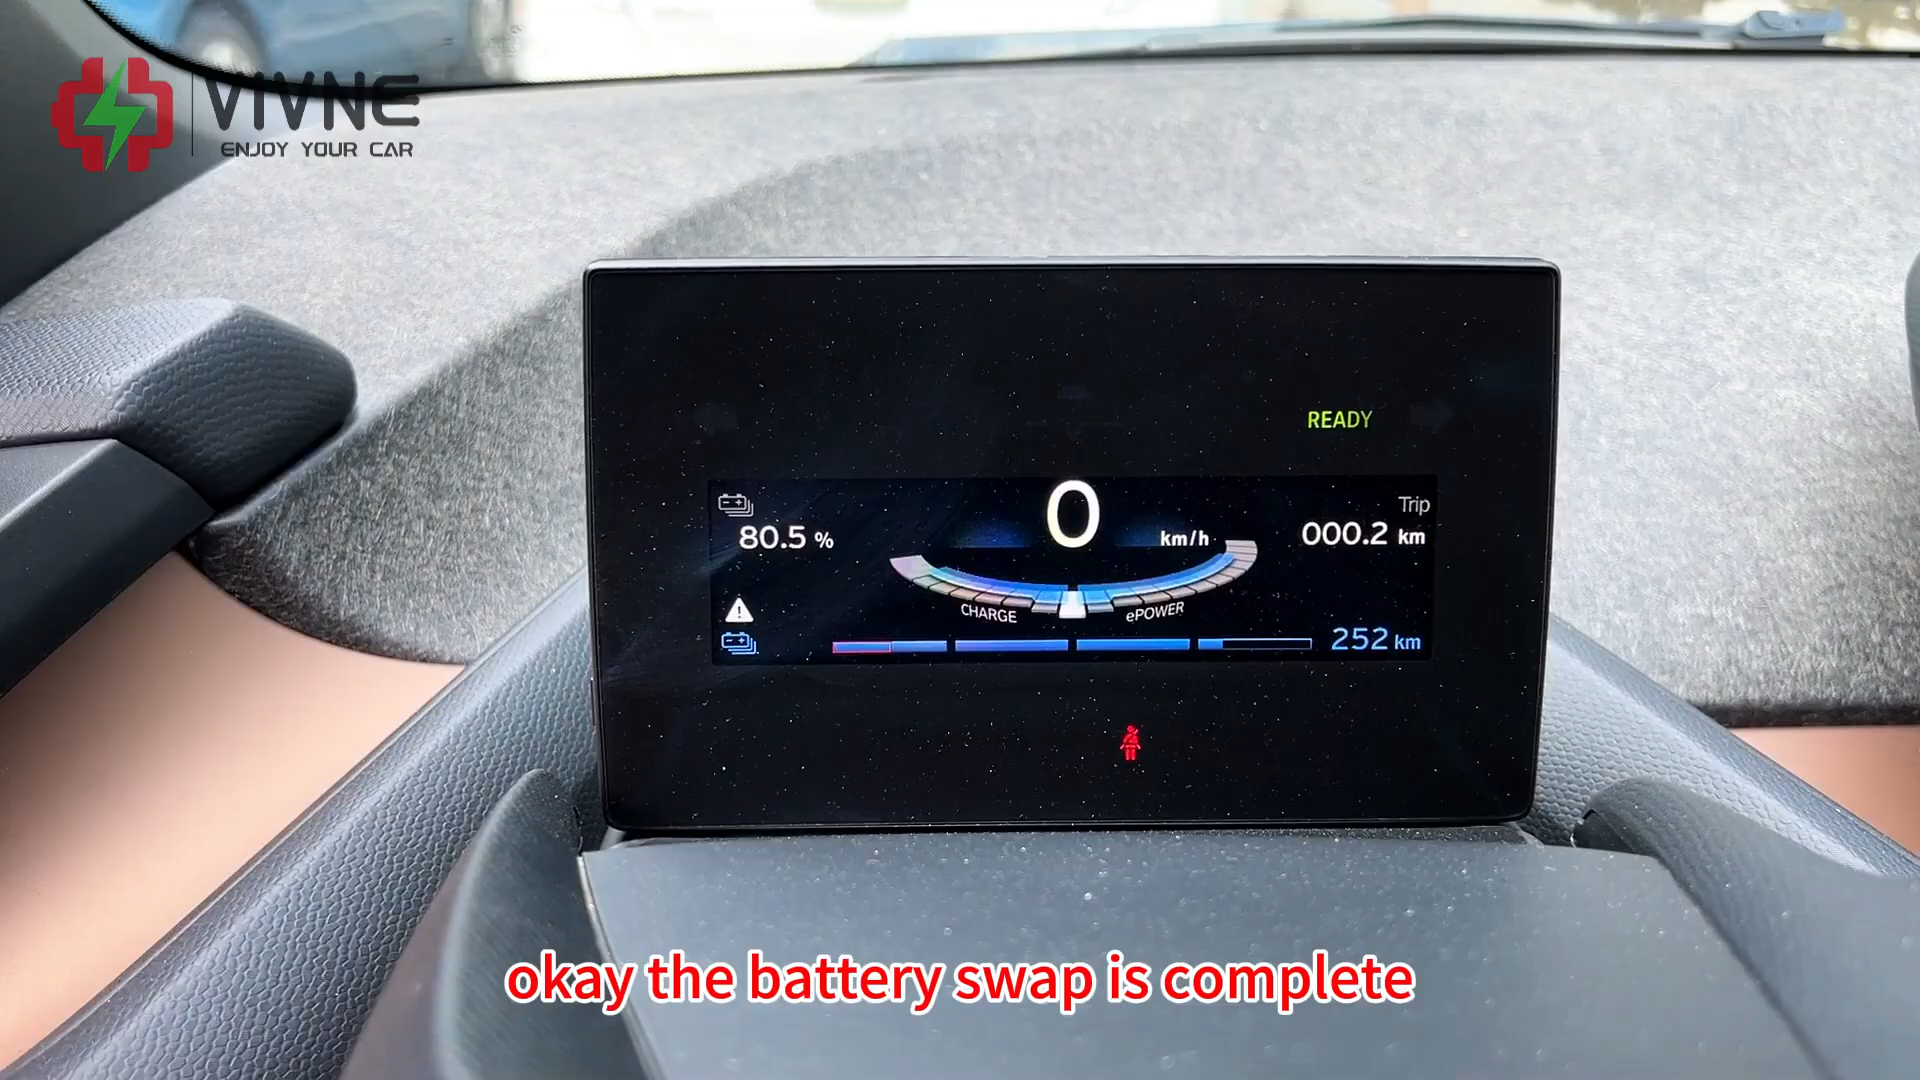 VIVNE
ENJOY YOUR CAR
READY
80.5 %
0 km/h
Trip
000.2 km
CHARGE
ePOWER
252 km
okay the battery swap is complete